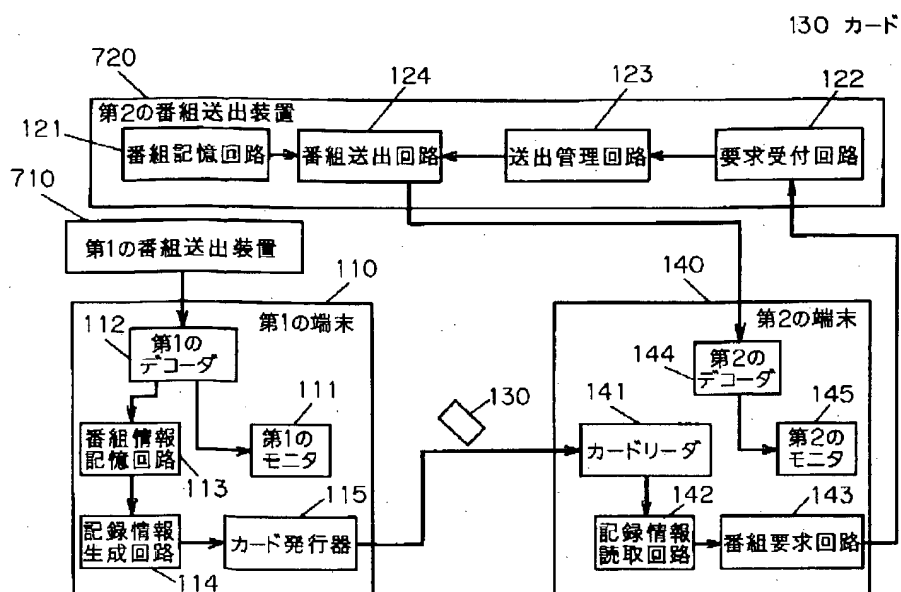 130 カード
720
124
123
122
第2の番組送出装置
121
番組記憶回路
番組送出回路
送出管理回路
要求受付回路
710
第1の番組送出装置
110
第1の端末
112
第1の
デコーダ
111
第1の
モニタ
番組情報
記憶回路
113
115
記録情報
生成回路
カード発行器
114
130
140
第2の端末
144
第2の
デコーダ
141
145
カードリーダ
第2の
モニタ
142
143
記録情報
読取回路
番組要求回路